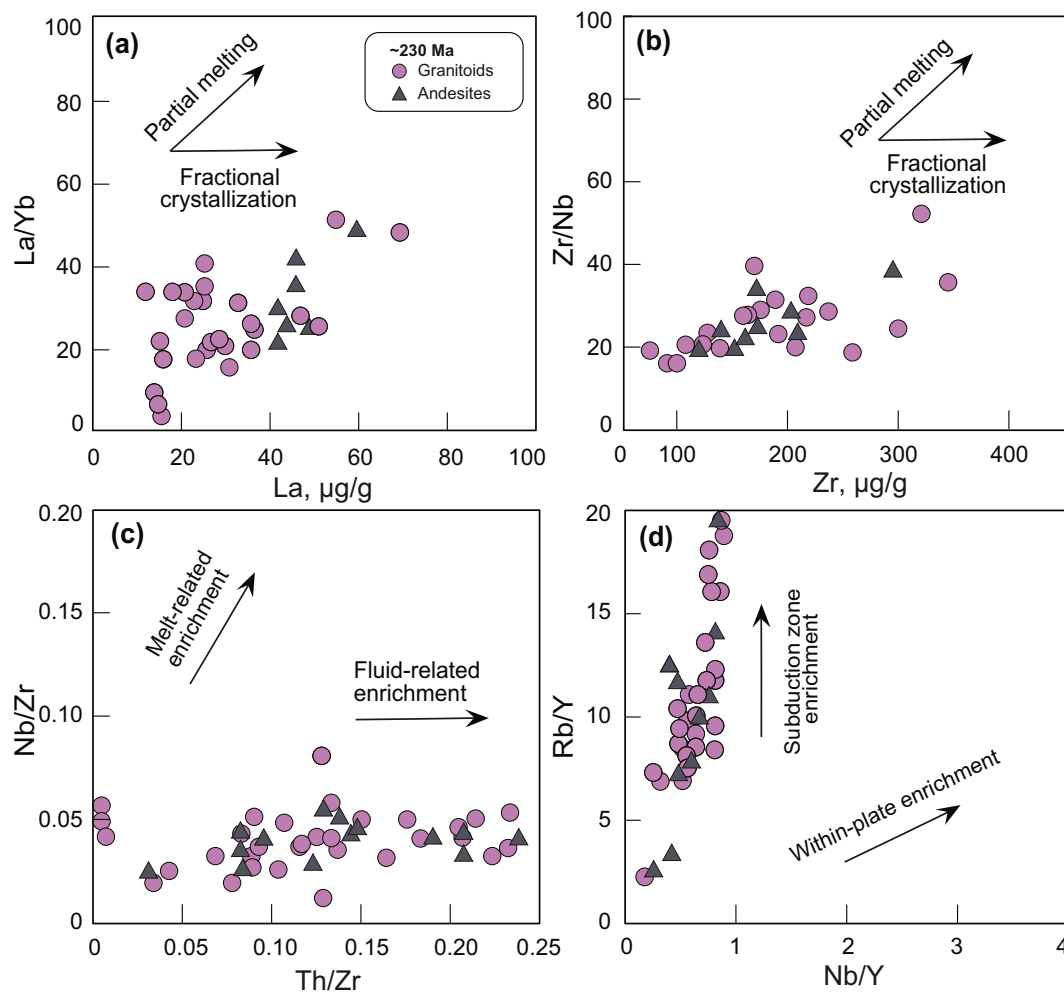 (a)
~230 Ma
Granitoids
Andesites
Partial melting
Fractional
crystallization
La/Yb
100
80
60
40
20
0
0 20 40 60 80 100
La, µg/g
(b)
Partial melting
Fractional
crystallization
Zr/Nb
100
80
60
40
20
0
0 100 200 300 400
Zr, µg/g
(c)
Melt-related
enrichment
Fluid-related
enrichment
Nb/Zr
0.20
0.15
0.10
0.05
0
0 0.05 0.10 0.15 0.20 0.25
Th/Zr
(d)
Subduction zone
enrichment
Within-plate enrichment
Rb/Y
20
15
10
5
0
0 1 2 3 4
Nb/Y